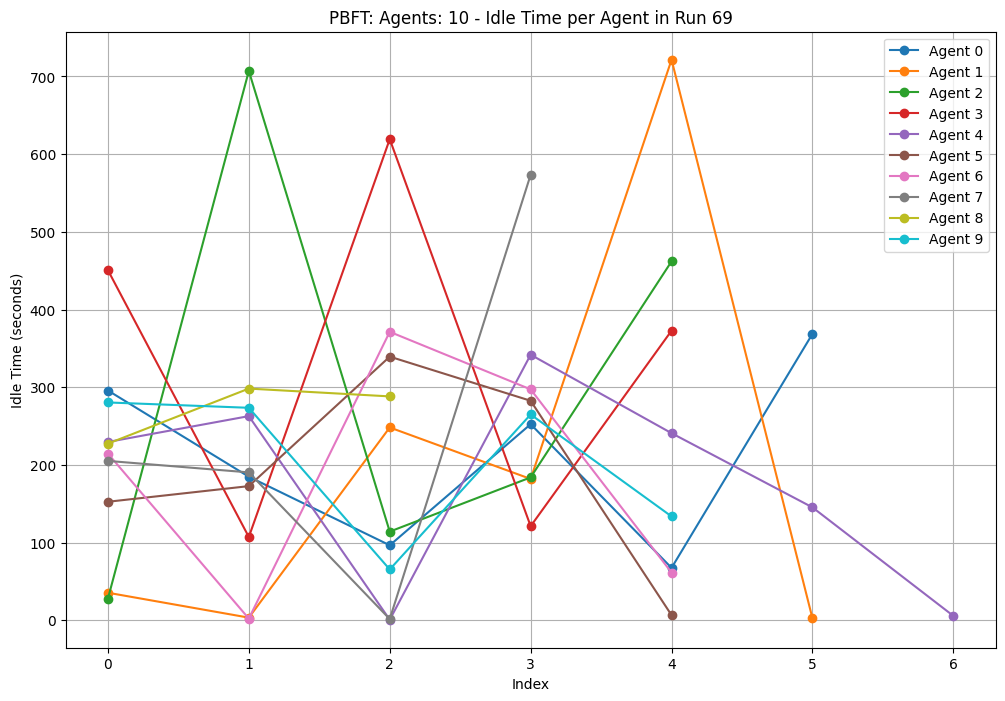 PBFT: Agents: 10 - Idle Time per Agent in Run 69
Agent 0
Agent 1
Agent 2
Agent 3
Agent 4
Agent 5
Agent 6
Agent 7
Agent 8
Agent 9
Idle Time (seconds)
700
600
500
400
300
200
100
0
0 1 2 3 4 5 6
Index